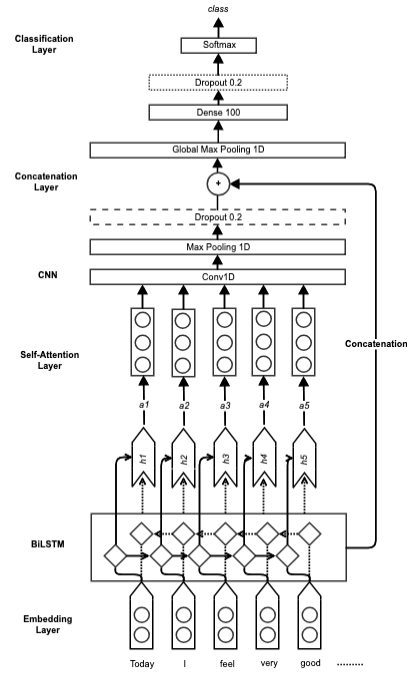 class
Classification
Layer
Softmax
Dropout 0.2
Dense 100
Global Max Pooling 1D
Concatenation
Layer
+
Dropout 0.2
Max Pooling 1D
CNN
Conv1D
Self-Attention
Layer
Concatenation
a1 a2 a3 a4 a5
h1 h2 h3 h4 h5
BiLSTM
Embedding
Layer
Today I feel very good .........